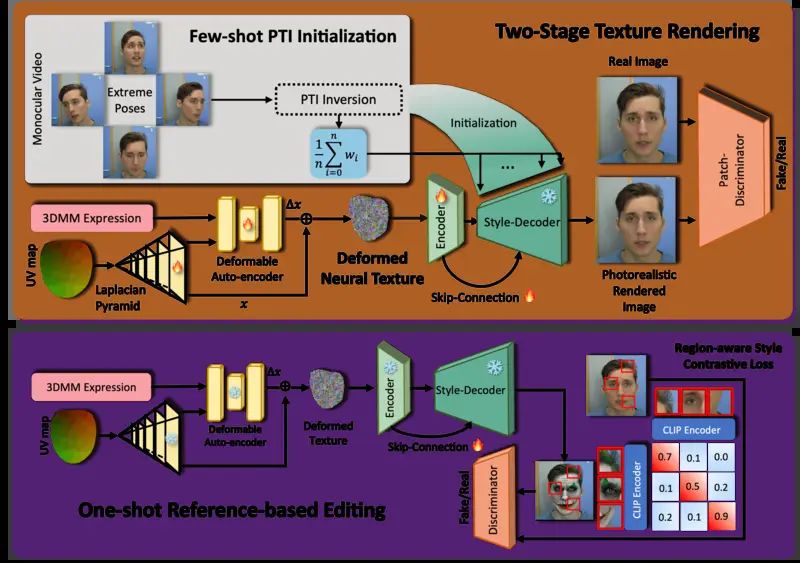 Few-shot PTI Initialization
Two-Stage Texture Rendering
Monocular Video
Extreme
Poses
PTI Inversion
1/n ∑ w_i
n
i=0
Initialization
...
Real Image
Patch-
Discriminator
Fake/Real
3DMM Expression
UV map
Laplacian
Pyramid
Δx
Deformable
Auto-encoder
x
Deformed
Neural Texture
Encoder
Style-Decoder
Skip-Connection
Photorealistic
Rendered
Image
3DMM Expression
UV map
Δx
Deformable
Auto-encoder
Deformed
Texture
Encoder
Style-Decoder
Skip-Connection
Region-aware Style
Contrastive Loss
CLIP Encoder
CLIP Encoder
0.7 0.1 0.0
0.1 0.5 0.2
0.2 0.1 0.9
Fake/Real
Discriminator
One-shot Reference-based Editing